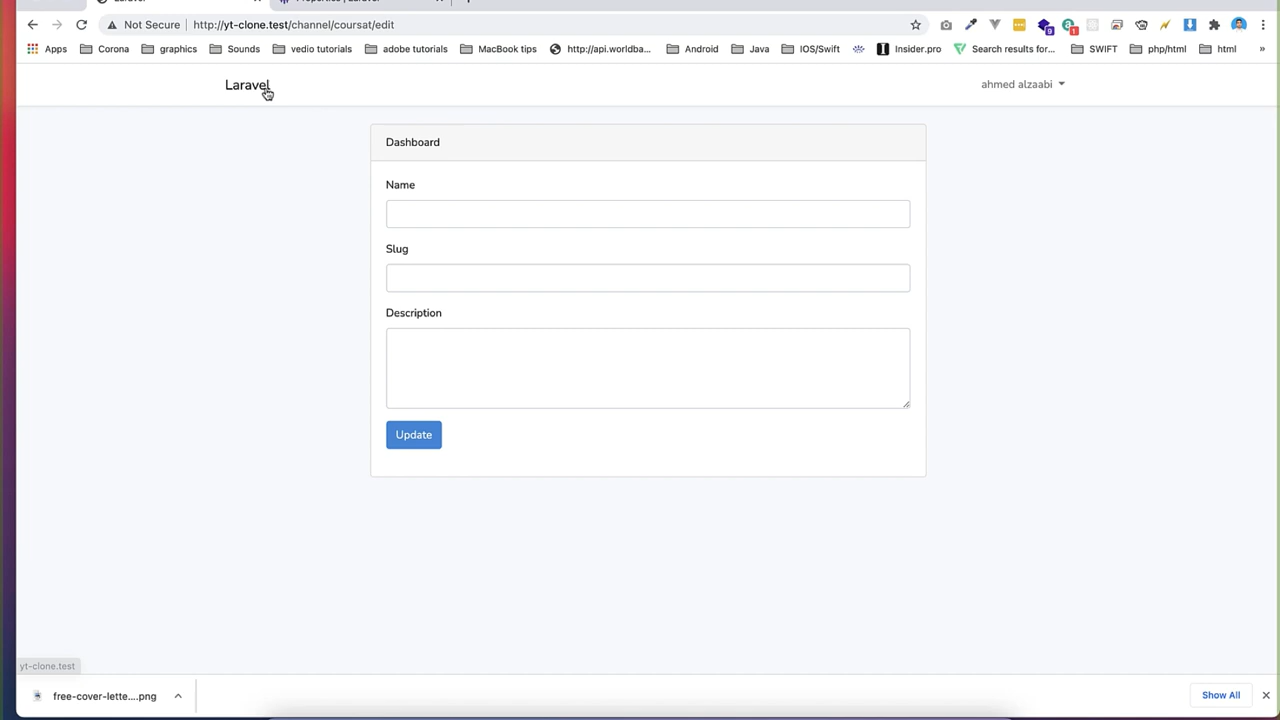 Not Secure http://yt-clone.test/channel/coursat/edit
Apps Corona graphics Sounds vedio tutorials adobe tutorials MacBook tips http://api.worldba... Android Java IOS/Swift Insider.pro Search results for... SWIFT php/html html »
Laravel ahmed alzaabi
Dashboard
Name
Slug
Description
Update
yt-clone.test
free-cover-lette....png Show All